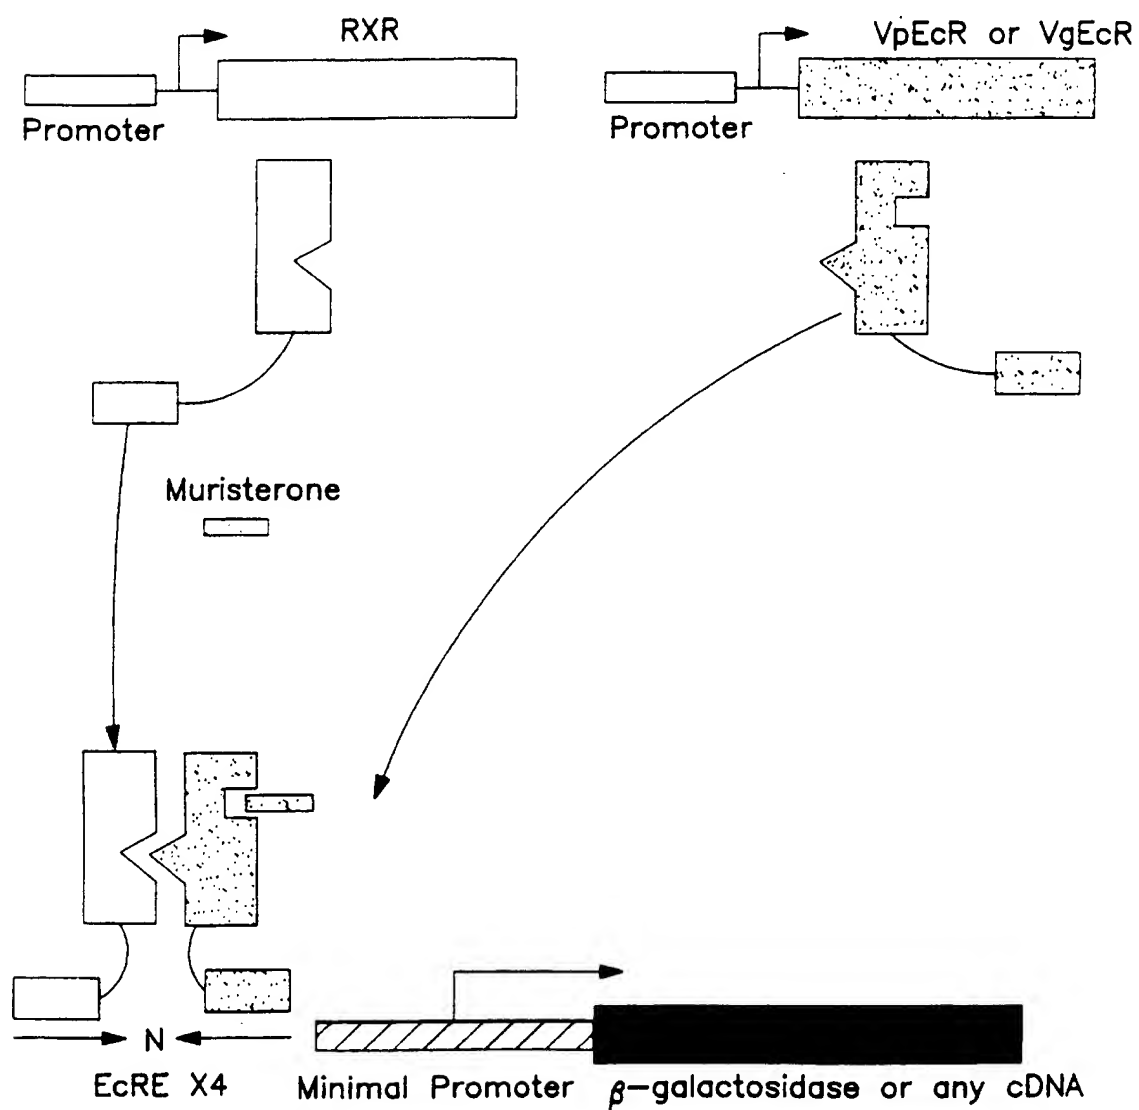 RXR
VpEcR or VgEcR
Promoter
Promoter
Muristerone
N
EcRE X4
Minimal Promoter
β-galactosidase or any cDNA